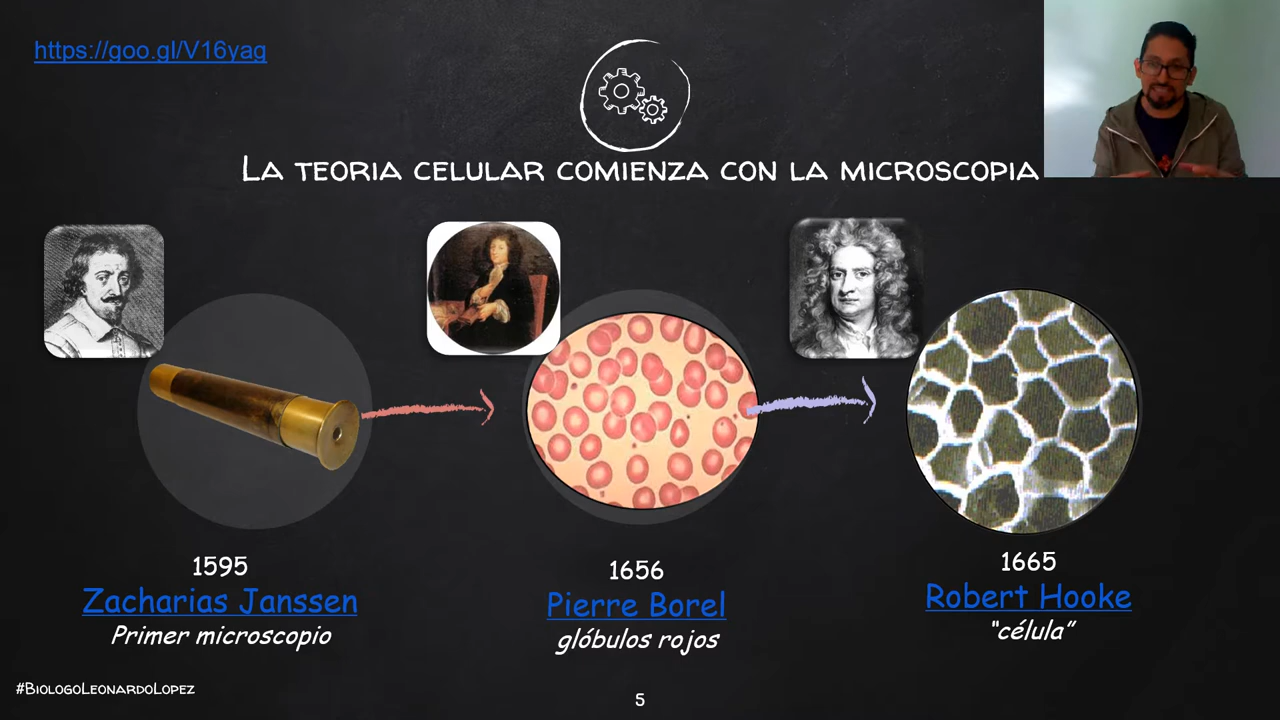 https://goo.gl/V16yag
LA TEORIA CELULAR COMIENZA CON LA MICROSCOPIA
1595
Zacharias Janssen
Primer microscopio
1656
Pierre Borel
glóbulos rojos
1665
Robert Hooke
"célula”
#BIOLOGOLEONARDOLOPEZ
5